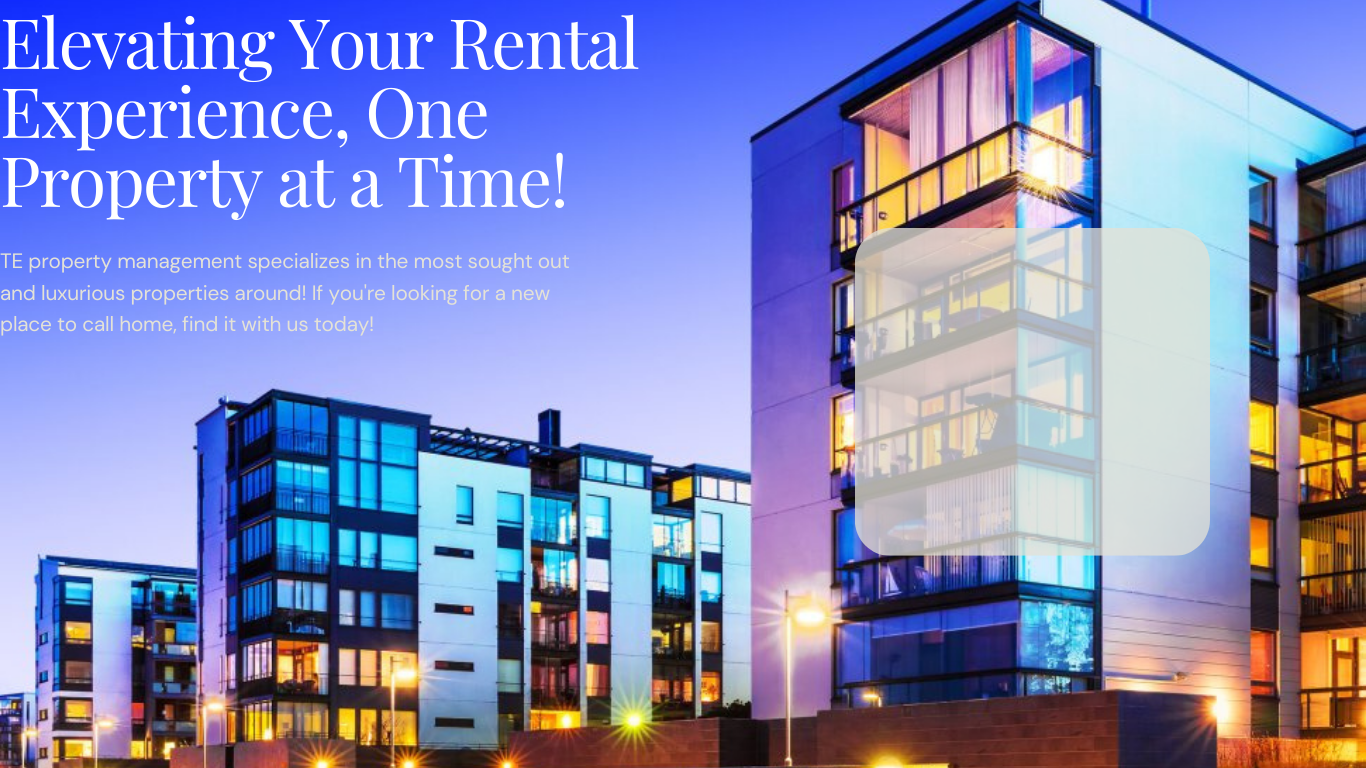 Elevating Your Rental
Experience, One
Property at a Time!
TE property management specializes in the most sought out
and luxurious properties around! If you're looking for a new
place to call home, find it with us today!